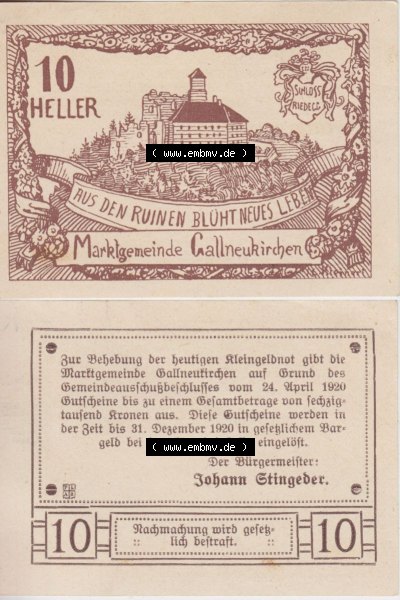 10
HELLER
SCHLOSS
RIEDEGG
( www.embmv.de )
AUS DEN RUINEN BLÜHT NEUES LEBEN
Marktgemeinde Gallneukirchen
Zur Behebung der heutigen Kleingeldnot gibt die
Marktgemeinde Gallneukirchen auf Grund des
Gemeindeausschußbeschlusses vom 24. April 1920
Gutscheine bis zu einem Gesamtbetrage von sechzig-
tausend Kronen aus. Diese Gutscheine werden in
der Zeit bis 31. Dezember 1920 in gesetzlichem Bar-
geld bei ( www.embmv.de ) eingelöst.
Der Bürgermeister:
Johann Stingeder.
10
Nachmachung wird gesetz-
lich bestraft.
10